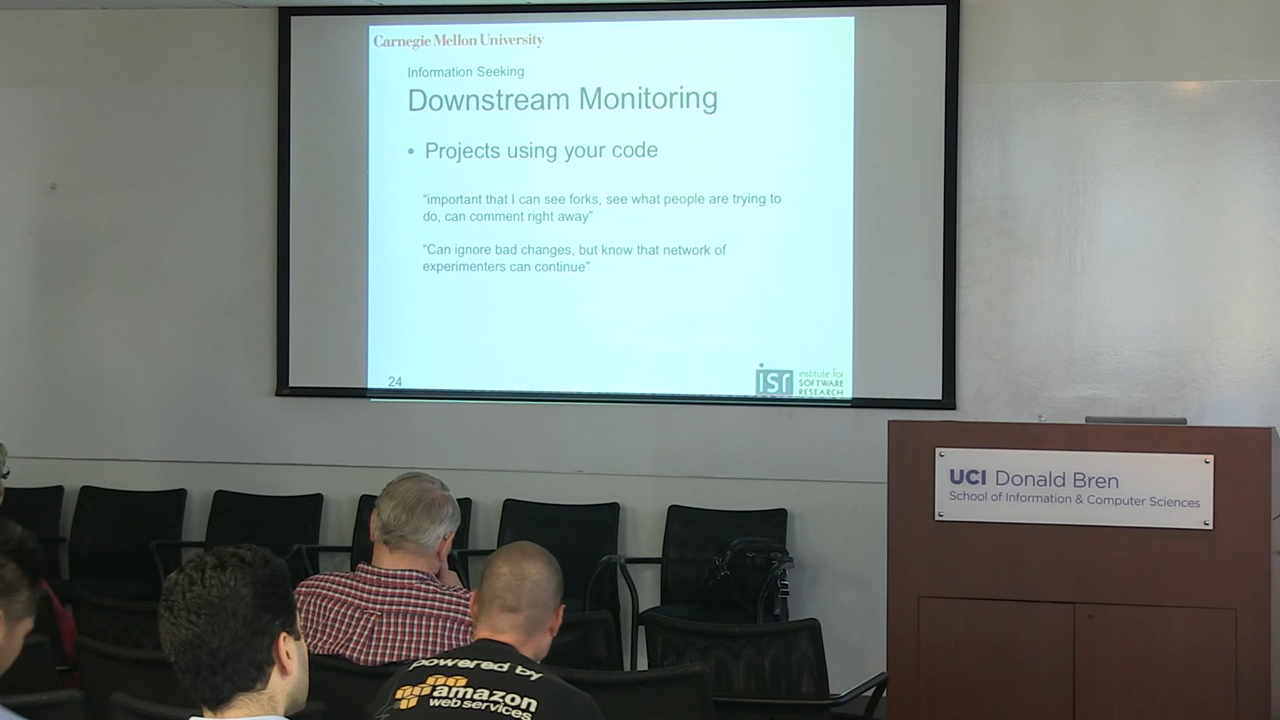 Carnegie Mellon University
Information Seeking
Downstream Monitoring
• Projects using your code
"important that I can see forks, see what people are trying to
do, can comment right away"
"Can ignore bad changes, but know that network of
experimenters can continue"
24
isr institute for
SOFTWARE
RESEARCH
UCI Donald Bren
School of Information & Computer Sciences
powered by
amazon
webservices